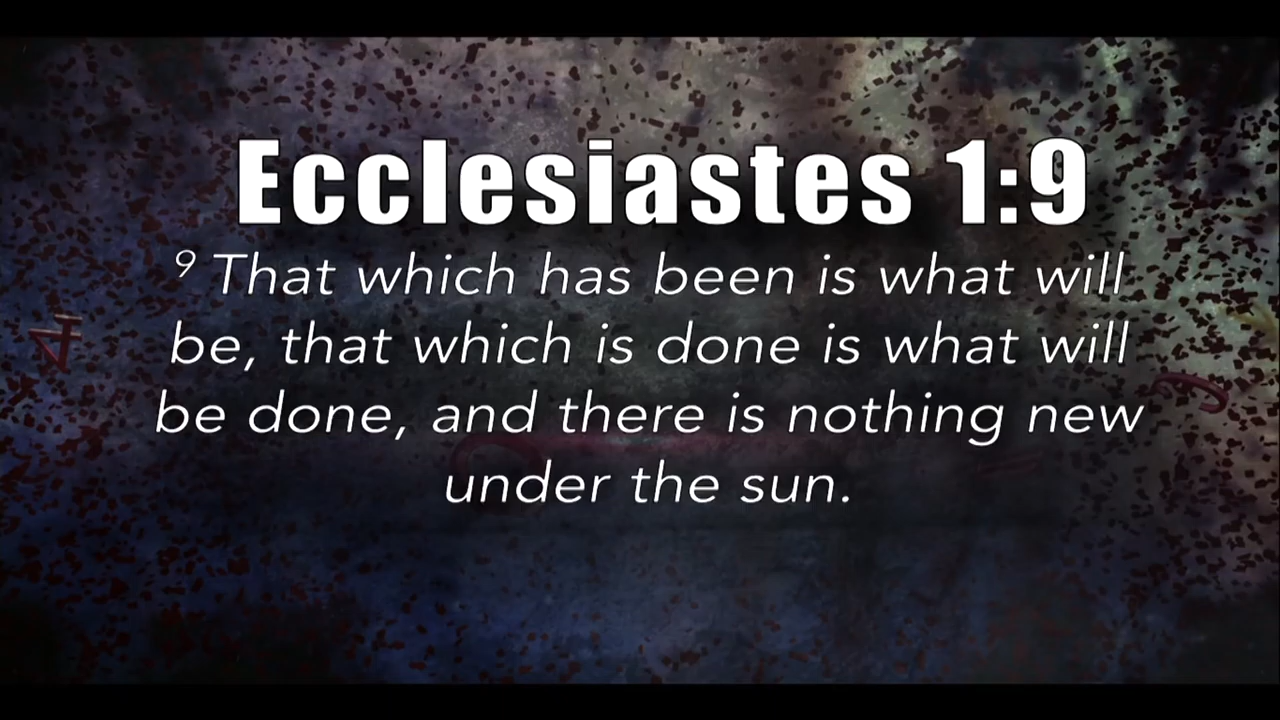 Ecclesiastes 1:9
⁹ That which has been is what will
be, that which is done is what will
be done, and there is nothing new
under the sun.